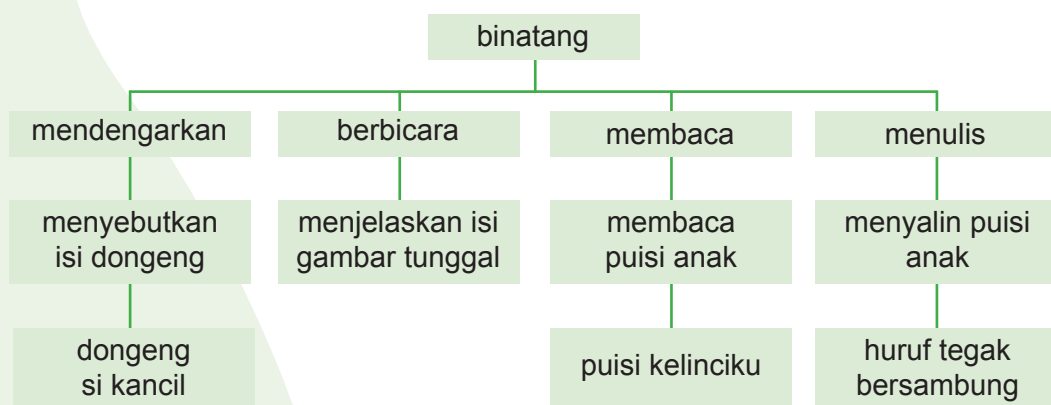 binatang
mendengarkan
berbicara
membaca
menulis
menyebutkan
isi dongeng
menjelaskan isi
gambar tunggal
membaca
puisi anak
menyalin puisi
anak
dongeng
si kancil
puisi kelinciku
huruf tegak
bersambung